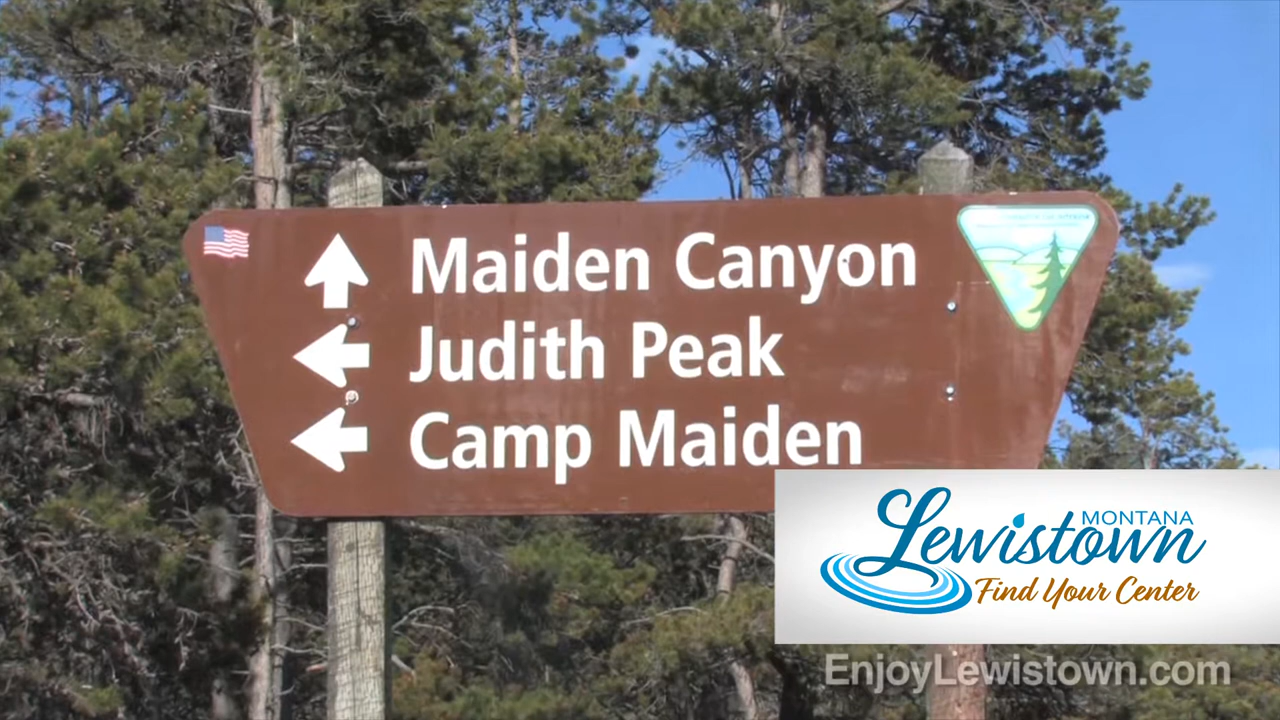 Maiden Canyon
Judith Peak
Camp Maiden
MONTANA
Lewistown
Find Your Center
EnjoyLewistown.com